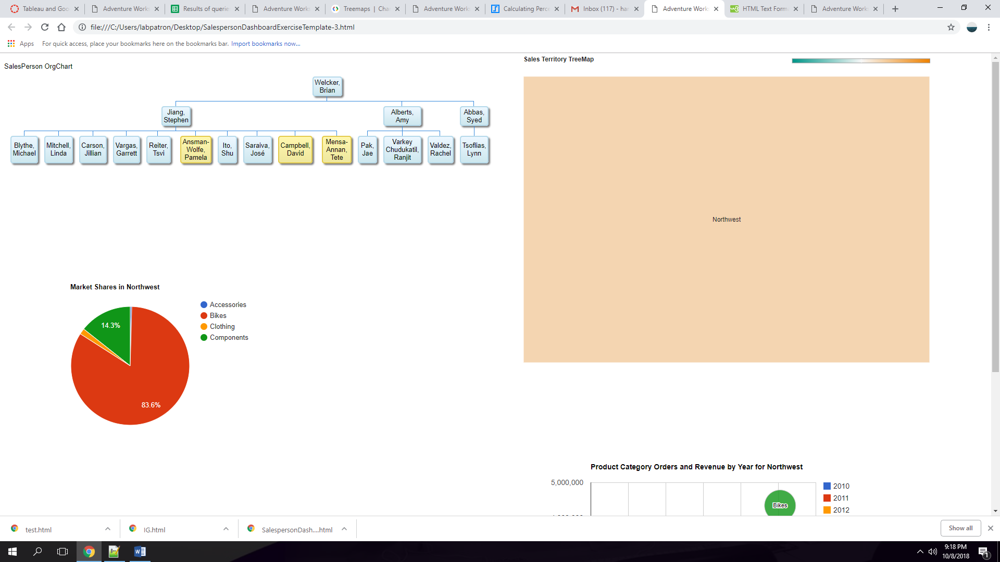 Tableau and Goo
Adventure Works
Results of querie
Adventure Works
Treemaps | Cha
Adventure Works
Calculating Perce
Inbox (117) - har
Adventure Works
HTML Text Form
Adventure Works
file:///C:/Users/labpatron/Desktop/SalespersonDashboardExerciseTemplate-3.html
Apps For quick access, place your bookmarks here on the bookmarks bar. Import bookmarks now...
SalesPerson OrgChart
Welcker,
Brian
Jiang,
Stephen
Alberts,
Amy
Abbas,
Syed
Blythe,
Michael
Mitchell,
Linda
Carson,
Jillian
Vargas,
Garrett
Reiter,
Tsvi
Ansman-
Wolfe,
Pamela
Ito,
Shu
Saraiva,
José
Campbell,
David
Mensa-
Annan,
Tete
Pak,
Jae
Varkey
Chudukatil,
Ranjit
Valdez,
Rachel
Tsoflias,
Lynn
Sales Territory TreeMap
Northwest
Market Shares in Northwest
14.3%
83.6%
Accessories
Bikes
Clothing
Components
Product Category Orders and Revenue by Year for Northwest
5,000,000
Bikes
2010
2011
2012
test.html
IG.html
SalespersonDash....html
Show all
9:18 PM
10/8/2018
1